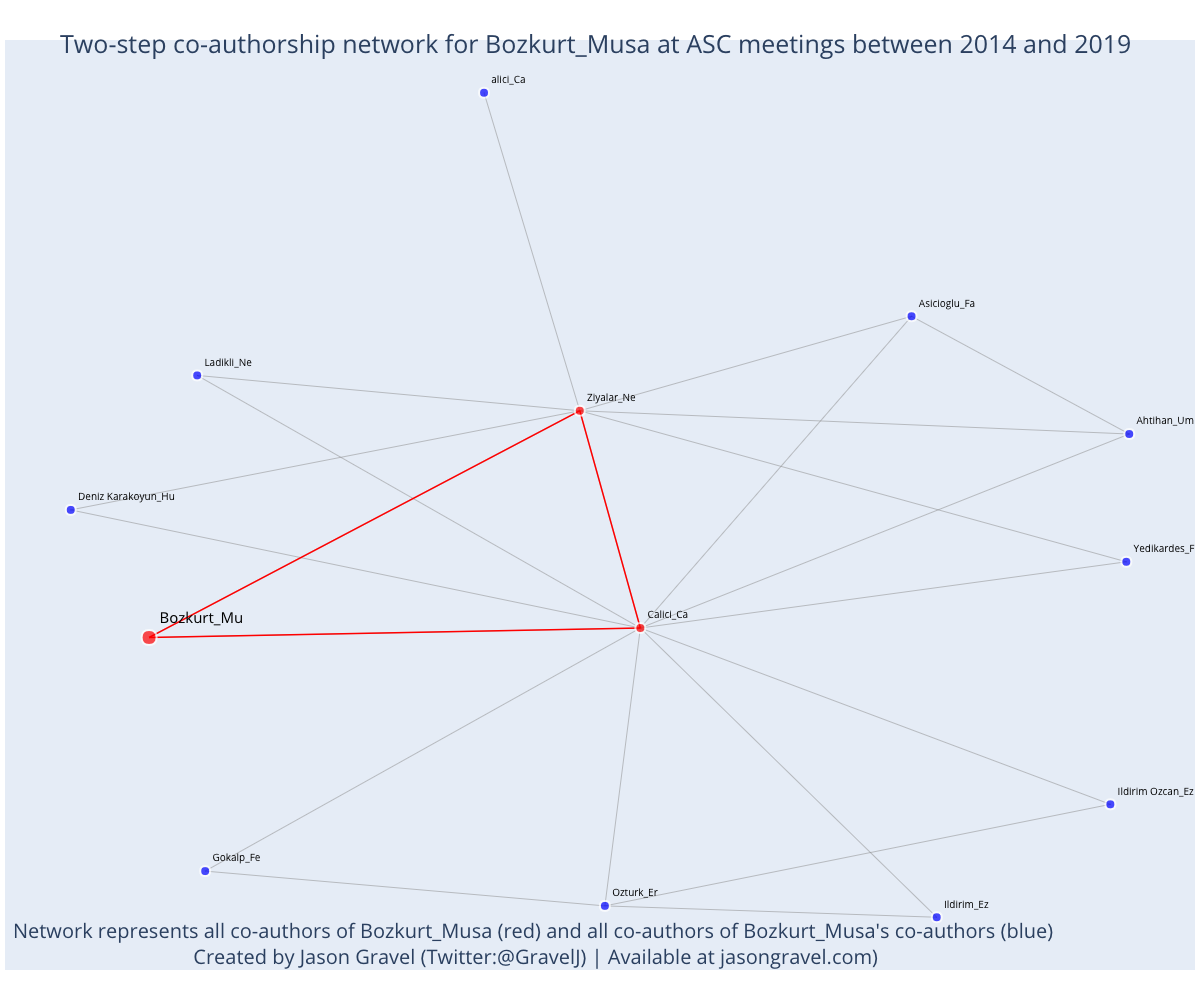 Two-step co-authorship network for Bozkurt_Musa at ASC meetings between 2014 and 2019
alici_Ca
Asicioglu_Fa
Ladikli_Ne
Ziyalar_Ne
Ahtihan_Um
Deniz Karakoyun_Hu
Yedikardes_F
Calici_Ca
Bozkurt_Mu
Ildirim Ozcan_Ez
Gokalp_Fe
Ozturk_Er
Ildirim_Ez
Network represents all co-authors of Bozkurt_Musa (red) and all co-authors of Bozkurt_Musa's co-authors (blue)
Created by Jason Gravel (Twitter:@GravelJ) | Available at jasongravel.com)